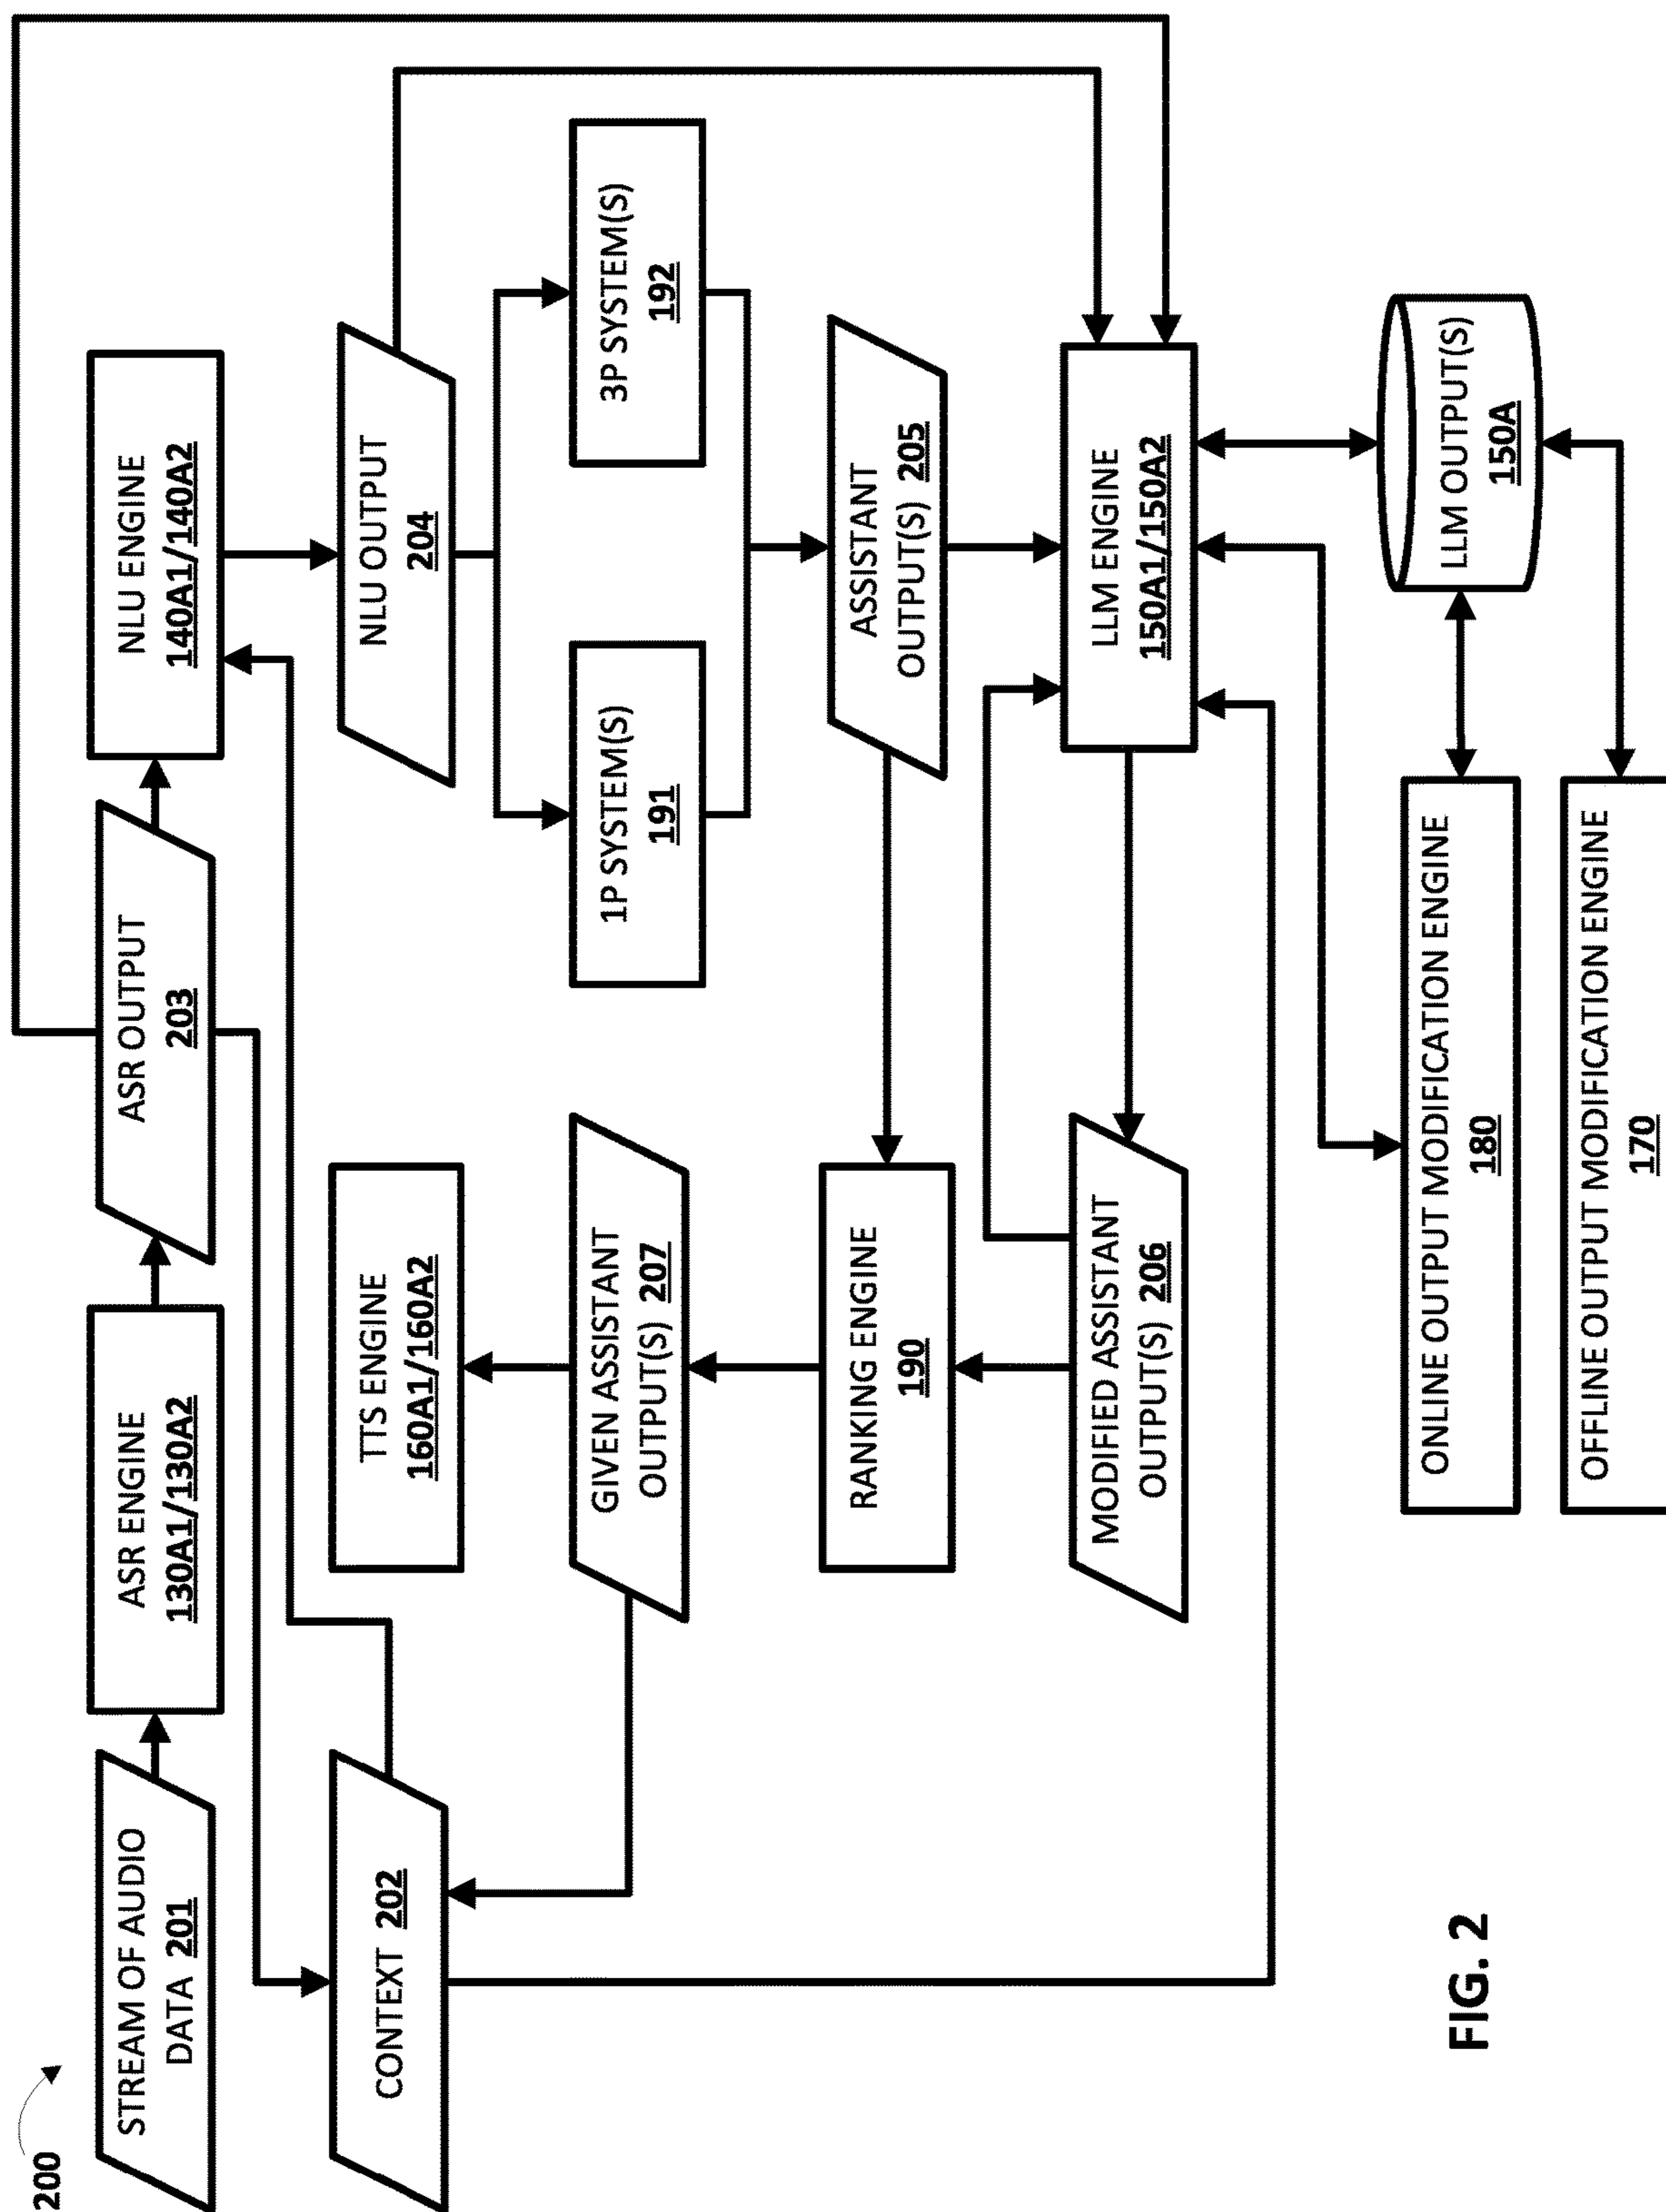 200
STREAM OF AUDIO
DATA 201
ASR ENGINE
130A1/130A2
ASR OUTPUT
203
NLU ENGINE
140A1/140A2
CONTEXT 202
TTS ENGINE
160A1/160A2
NLU OUTPUT
204
GIVEN ASSISTANT
OUTPUT(S) 207
1P SYSTEM(S)
191
3P SYSTEM(S)
192
RANKING ENGINE
190
ASSISTANT
OUTPUT(S) 205
MODIFIED ASSISTANT
OUTPUT(S) 206
LLM ENGINE
150A1/150A2
ONLINE OUTPUT MODIFICATION ENGINE
180
LLM OUTPUT(S)
150A
OFFLINE OUTPUT MODIFICATION ENGINE
170
FIG. 2